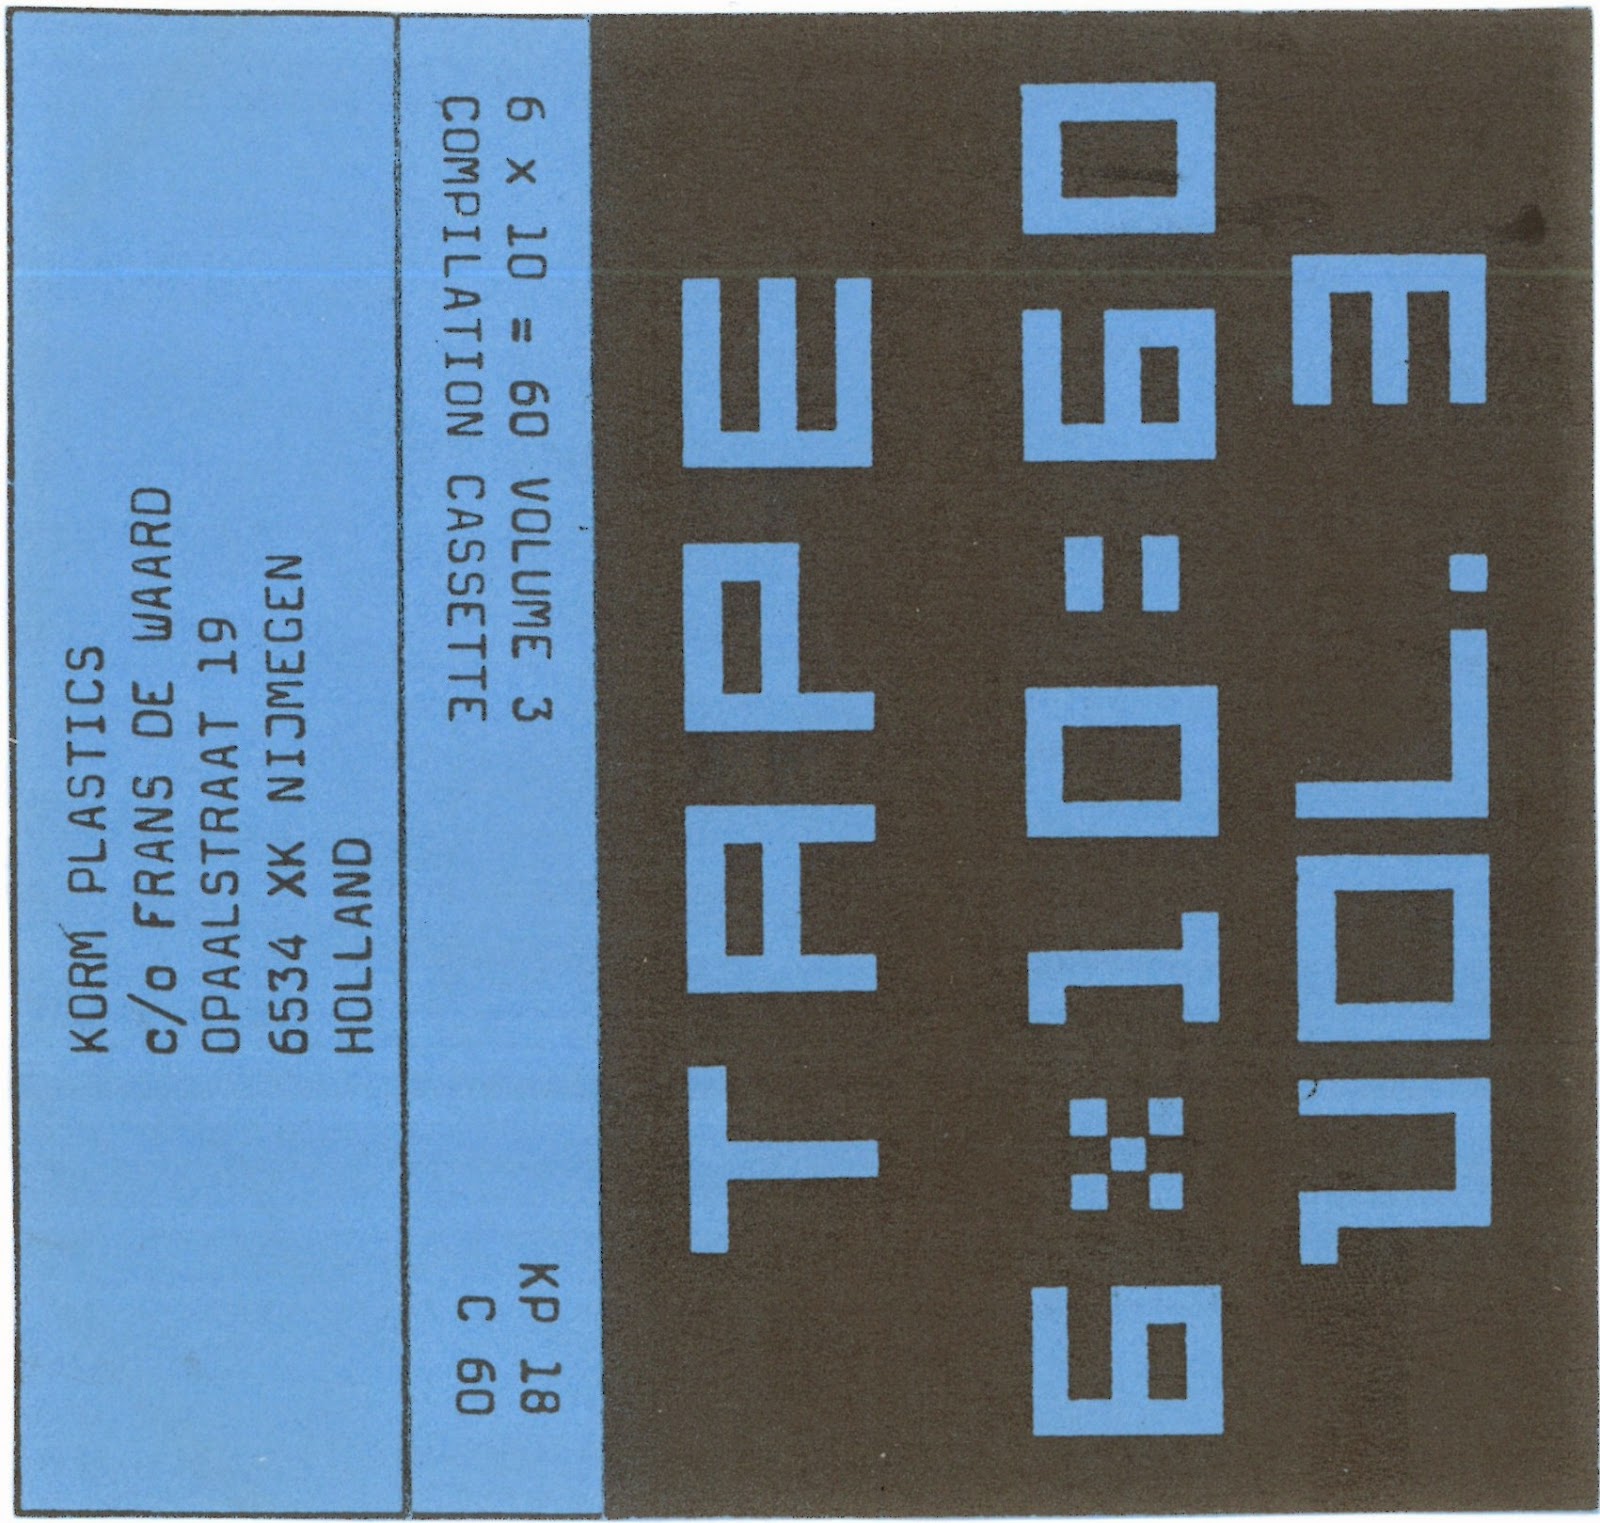 KORM PLASTICS
c/o FRANS DE WAARD
OPAALSTRAAT 19
6534 XK NIJMEGEN
HOLLAND
6 x 10 = 60 VOLUME 3
COMPILATION CASSETTE
KP 18
C 60
TAPE
6x10=60
VOL. 3